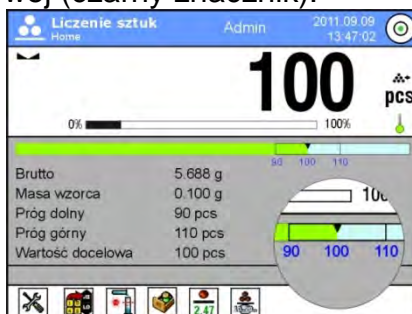 wej (czarny znacznik).
Liczenie sztuk
Home
Admin
2011.09.09
13:47:02
100
pcs
0%
100%
90 100 110
Brutto 5.688 g
Masa wzorca 0.100 g
Próg dolny 90 pcs
Próg górny 110 pcs
Wartość docelowa 100 pcs
90 100 110
2.47